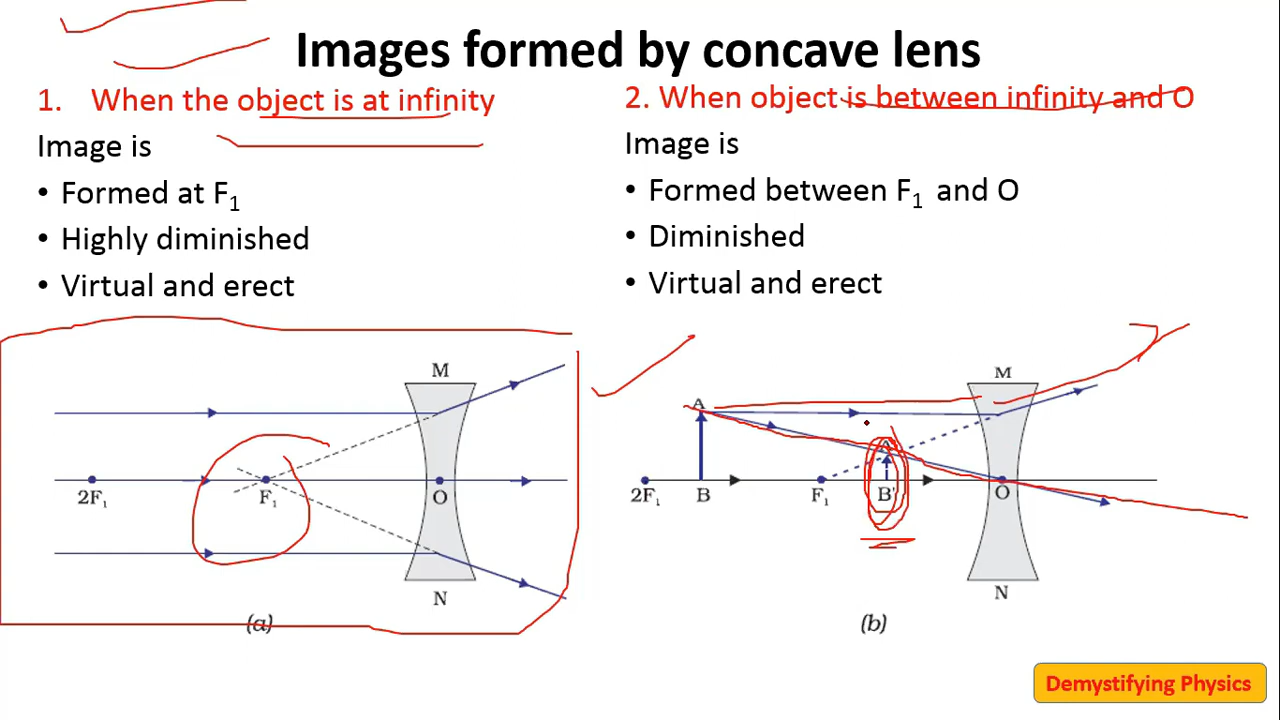 Images formed by concave lens
1. When the object is at infinity
Image is
• Formed at F₁
• Highly diminished
• Virtual and erect
2. When object is between infinity and O
Image is
• Formed between F₁ and O
• Diminished
• Virtual and erect
M
2F₁
F₁
O
N
(a)
M
A
A'
2F₁
B
F₁
B'
O
N
(b)
Demystifying Physics